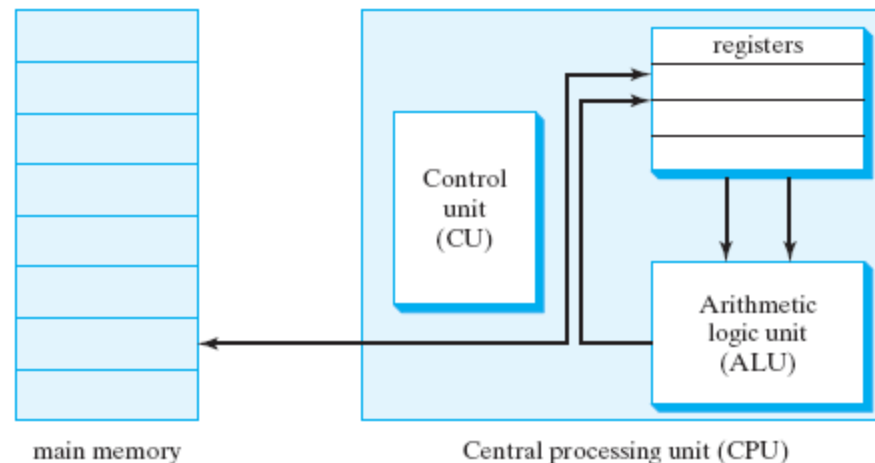 registers
Control
unit
(CU)
Arithmetic
logic unit
(ALU)
main memory
Central processing unit (CPU)